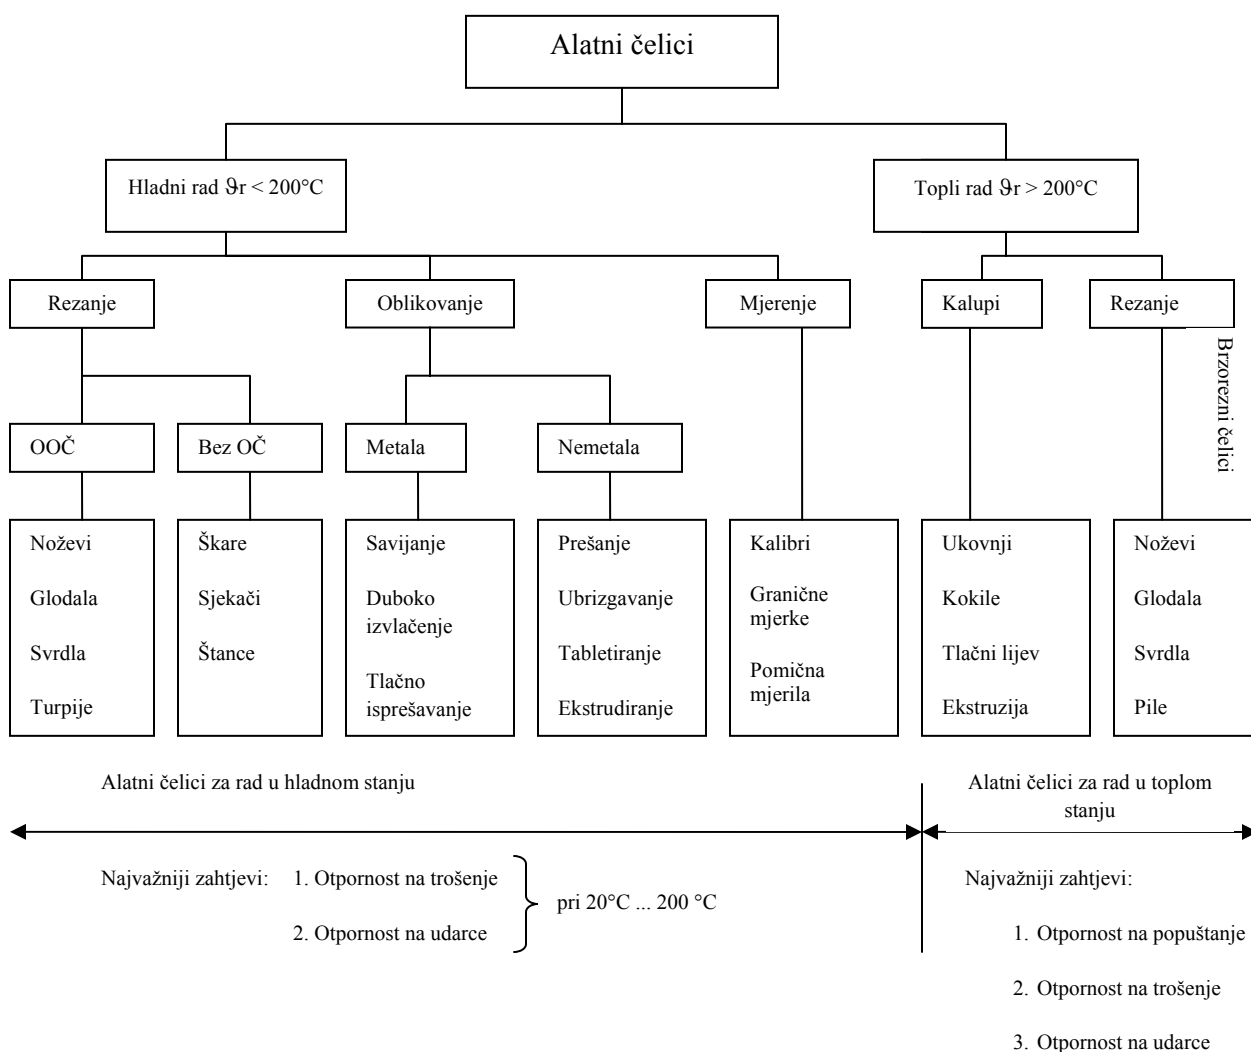 Alatni čelici
Hladni rad ϑr < 200°C
Topli rad ϑr > 200°C
Rezanje
Oblikovanje
Mjerenje
Kalupi
Rezanje
Brzorezni čelici
OOČ
Bez OČ
Metala
Nemetala
Noževi
Glodala
Svrdla
Turpije
Škare
Sjekači
Štance
Savijanje
Duboko
izvlačenje
Tlačno
isprešavanje
Prešanje
Ubrizgavanje
Tabletiranje
Ekstrudiranje
Kalibri
Granične
mjerke
Pomična
mjerila
Ukovnji
Kokile
Tlačni lijev
Ekstruzija
Noževi
Glodala
Svrdla
Pile
Alatni čelici za rad u hladnom stanju
Alatni čelici za rad u toplom
stanju
Najvažniji zahtjevi:
1. Otpornost na trošenje
2. Otpornost na udarce
pri 20°C ... 200 °C
Najvažniji zahtjevi:
1. Otpornost na popuštanje
2. Otpornost na trošenje
3. Otpornost na udarce